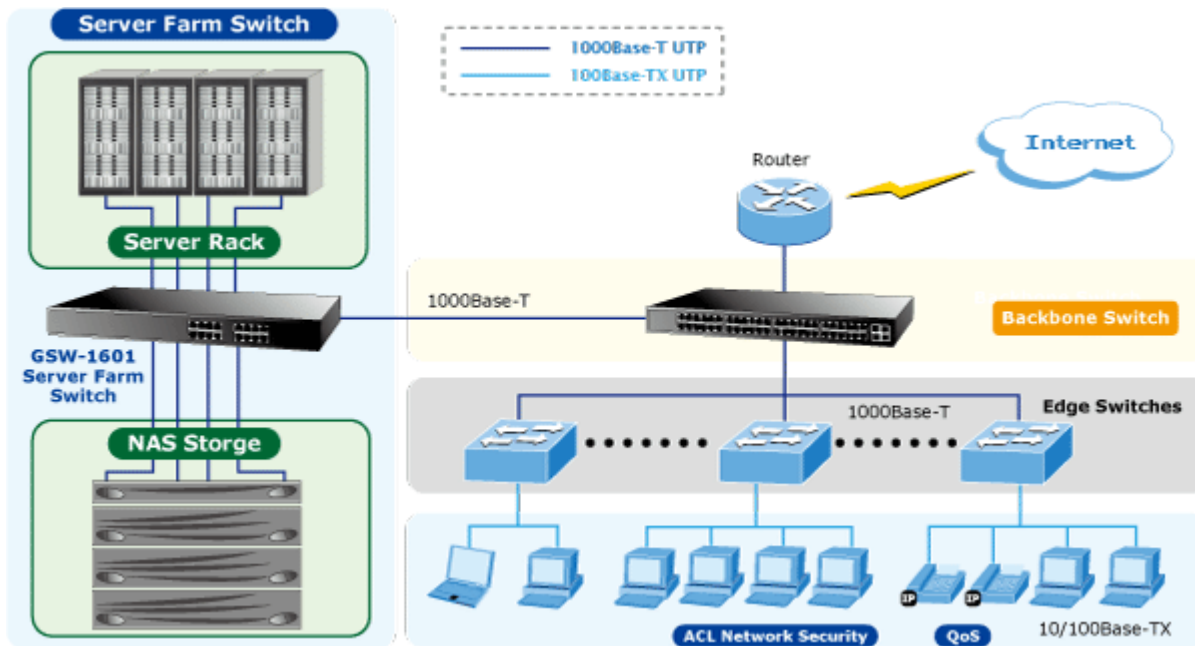 Server Farm Switch
1000Base-T UTP
100Base-TX UTP
Internet
Router
Server Rack
1000Base-T
Backbone Switch
GSW-1601
Server Farm
Switch
1000Base-T
Edge Switches
NAS Storge
IP
IP
ACL Network Security
QoS
10/100Base-TX